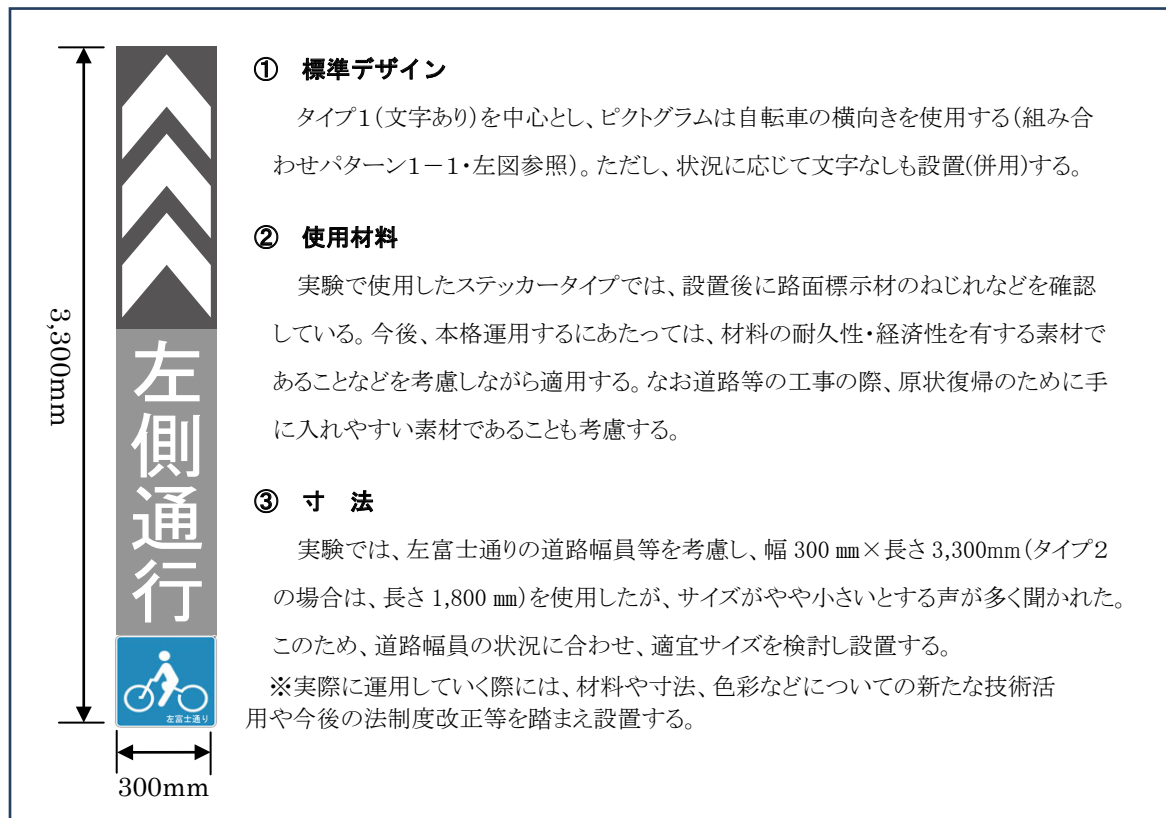 3,300mm
左側通行
左富士通り
300mm
① 標準デザイン
タイプ1(文字あり)を中心とし、ピクトグラムは自転車の横向きを使用する(組み合
わせパターン1-1・左図参照)。ただし、状況に応じて文字なしも設置(併用)する。
② 使用材料
実験で使用したステッカータイプでは、設置後に路面標示材のねじれなどを確認
している。今後、本格運用するにあたっては、材料の耐久性・経済性を有する素材で
あることなどを考慮しながら適用する。なお道路等の工事の際、原状復帰のために手
に入れやすい素材であることも考慮する。
③ 寸 法
実験では、左富士通りの道路幅員等を考慮し、幅 300 ㎜×長さ 3,300mm(タイプ2
の場合は、長さ 1,800 ㎜)を使用したが、サイズがやや小さいとする声が多く聞かれた。
このため、道路幅員の状況に合わせ、適宜サイズを検討し設置する。
※実際に運用していく際には、材料や寸法、色彩などについての新たな技術活
用や今後の法制度改正等を踏まえ設置する。